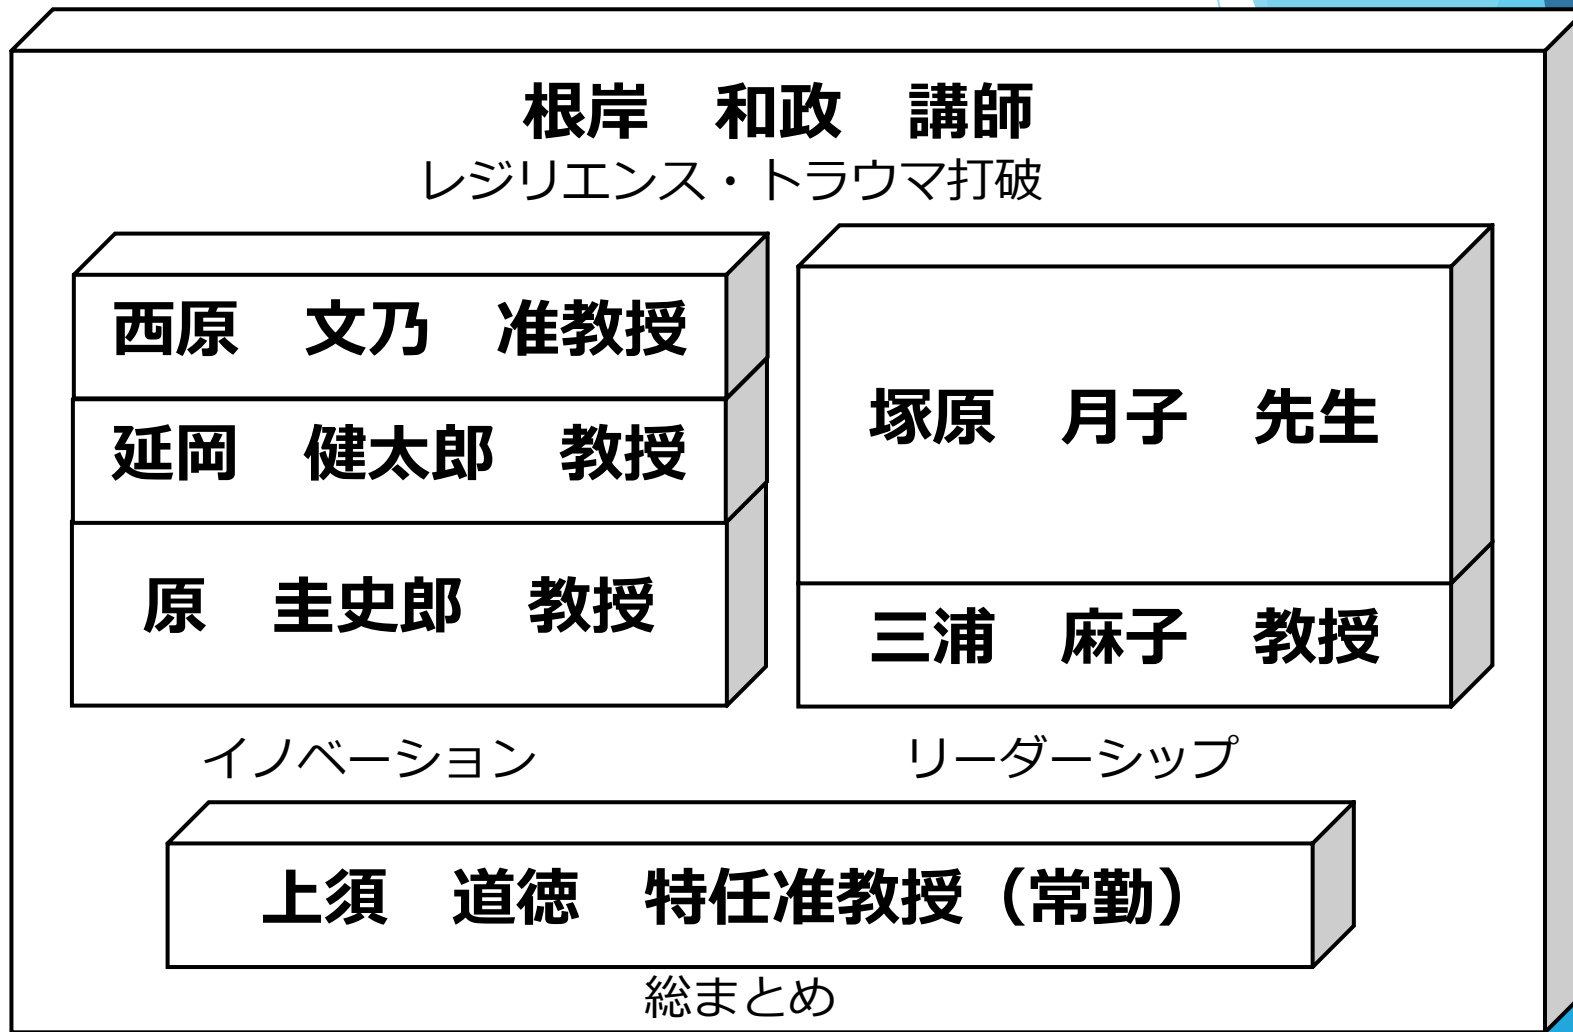 根岸　和政　講師
レジリエンス・トラウマ打破
西原　文乃　准教授
延岡　健太郎　教授
原　圭史郎　教授
イノベーション
塚原　月子　先生
三浦　麻子　教授
リーダーシップ
上須　道徳　特任准教授（常勤）
総まとめ